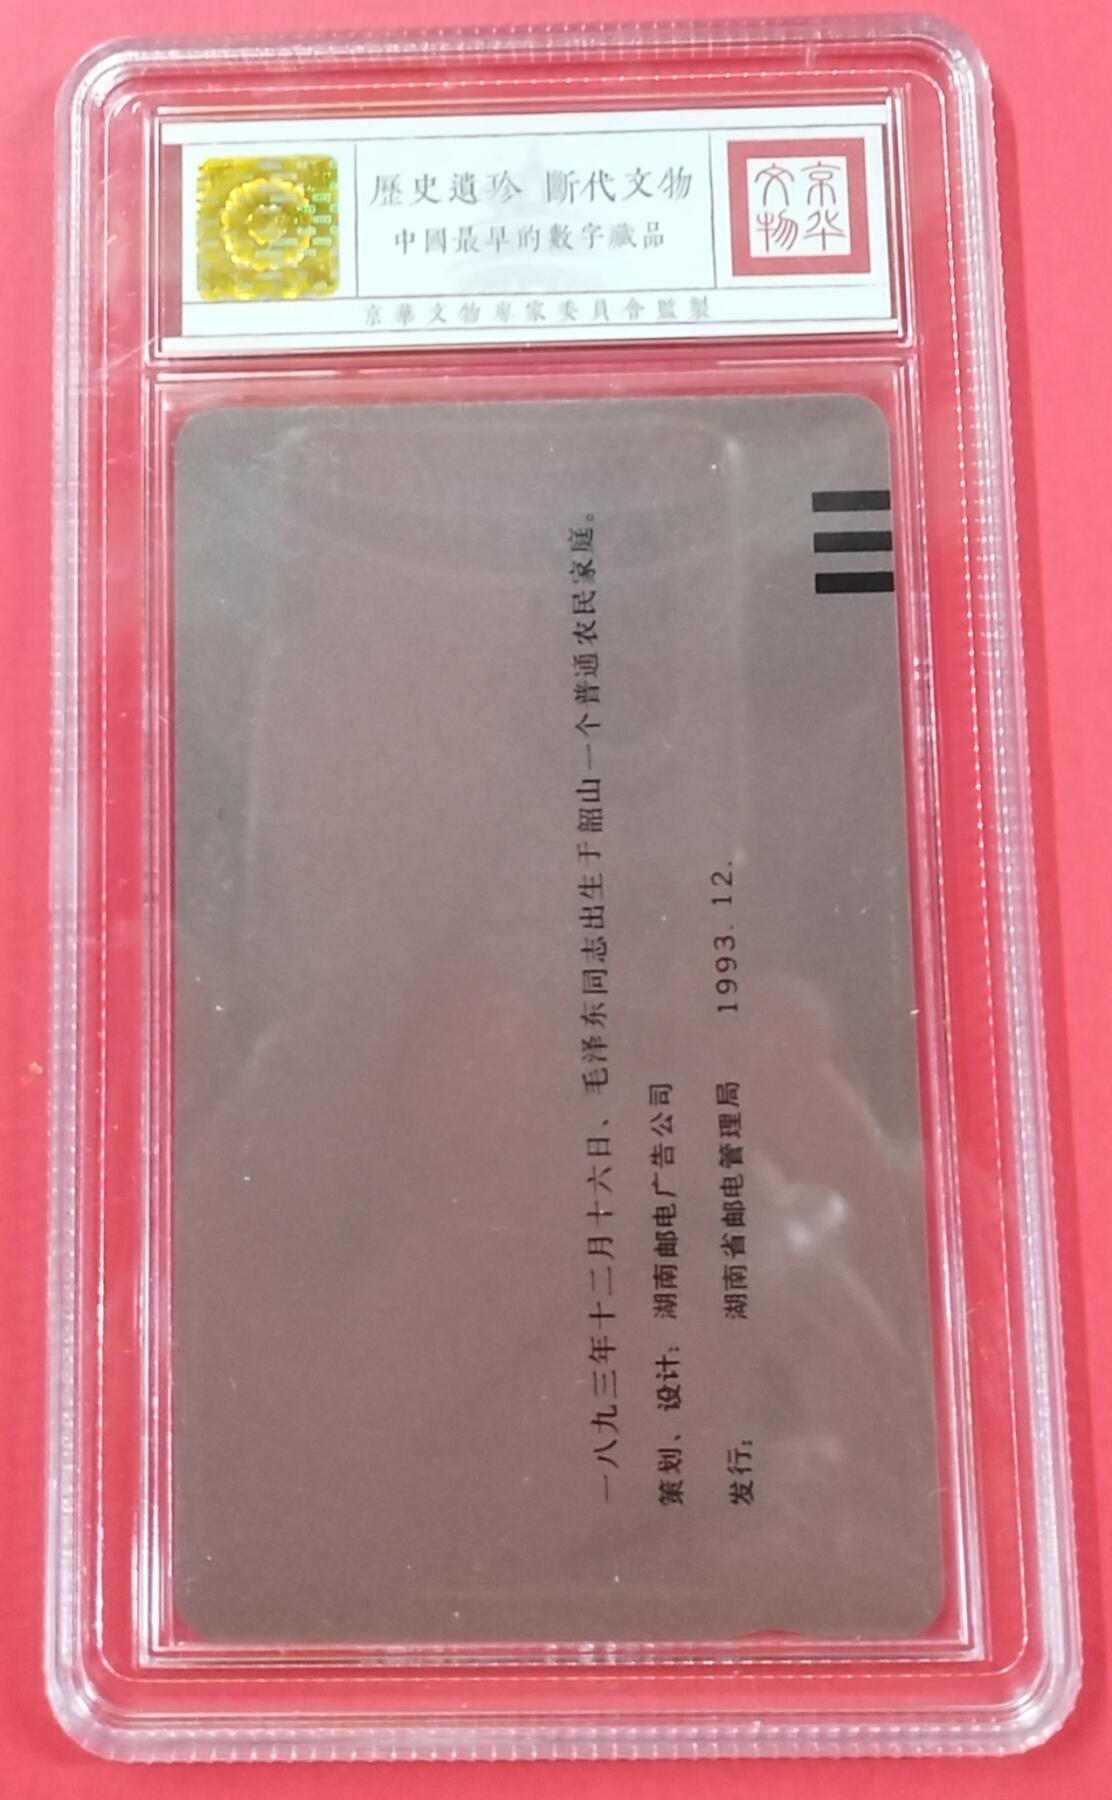 歷史遺珍 斷代文物
中國最早的數字藏品
京華文物專家委員會監製
京华
文物
一八九三年十二月十六日、毛泽东同志出生于韶山一个普通农民家庭。
策划、设计: 湖南邮电广告公司
发行: 湖南省邮电管理局 1993.12.